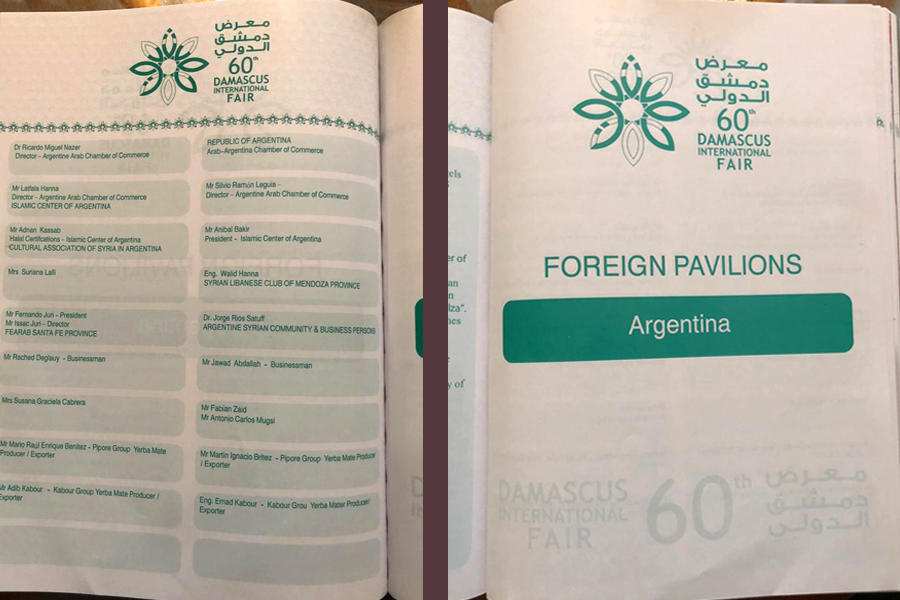 معرض
دمشق
الدولي
60th
DAMASCUS
INTERNATIONAL
FAIR
Dr Ricardo Miguel Nazer
Director - Argentine Arab Chamber of Commerce
REPUBLIC OF ARGENTINA
Arab-Argentina Chamber of Commerce
Mr Latfala Hanna
Director - Argentine Arab Chamber of Commerce
ISLAMIC CENTER OF ARGENTINA
Mr Silvio Ramón Leguia -
Director - Argentine Arab Chamber of Commerce
Mr Adnan Kassab
Halal Certifcations - Islamic Center of Argentina
CULTURAL ASSOCIATION OF SYRIA IN ARGENTINA
Mr Anibal Bakir
President - Islamic Center of Argentina
Mrs Suriana Lalli
Eng. Walid Hanna
SYRIAN LIBANESE CLUB OF MENDOZA PROVINCE
Mr Fernando Juri - President
Mr Issac Juri - Director
FEARAB SANTA FE PROVINCE
Dr. Jorge Rios Satuff
ARGENTINE SYRIAN COMMUNITY & BUSINESS PERSONS
Mr Rached Deglauy - Businessman
Mr Jawad Abdallah - Businessman
Mrs Susana Graciela Cabrera
Mr Fabian Zaid
Mr Antonio Carlos Mugsi
Mr Mario Raúl Enrique Benitez - Pipore Group Yerba Mate
Producer / Exporter
Mr Martin Ignacio Britez - Pipore Group Yerba Mate Producer
/ Exporter
Mr Adib Kabour - Kabour Group Yerba Mate Producer /
Exporter
Eng. Emad Kabour - Kabour Grou Yerba Mater Producer/
Exporter
معرض
دمشق
الدولي
60th
DAMASCUS
INTERNATIONAL
FAIR
FOREIGN PAVILIONS
Argentina
DAMASCUS
INTERNATIONAL
FAIR
60th
معرض
دمشق
الدولي